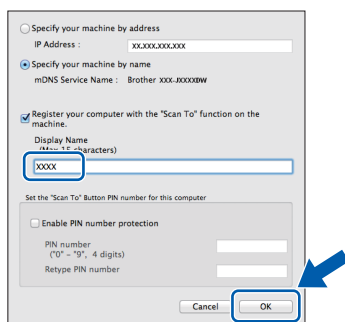 Specify your machine by address
IP Address : XX.XXX.XXX.XXX
Specify your machine by name
mDNS Service Name : Brother XXX-JXXXXDW
Register your computer with the "Scan To" function on the
machine.
Display Name
(Max 15 characters)
XXXX
Set the "Scan To" Button PIN number for this computer
Enable PIN number protection
PIN number
("0" – "9", 4 digits)
Retype PIN number
Cancel OK